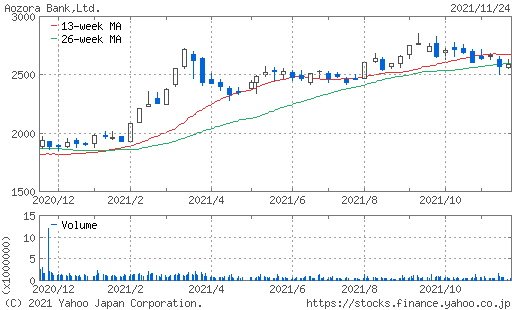 Aozora Bank,Ltd. 2021/11/24
3000
13-week MA
26-week MA
2500
2000
1500
2020/12 2021/2 2021/4 2021/6 2021/8 2021/10
15
Volume
10
5
0
(x1000000)
2020/12 2021/2 2021/4 2021/6 2021/8 2021/10
(C) 2021 Yahoo Japan Corporation. https://stocks.finance.yahoo.co.jp/